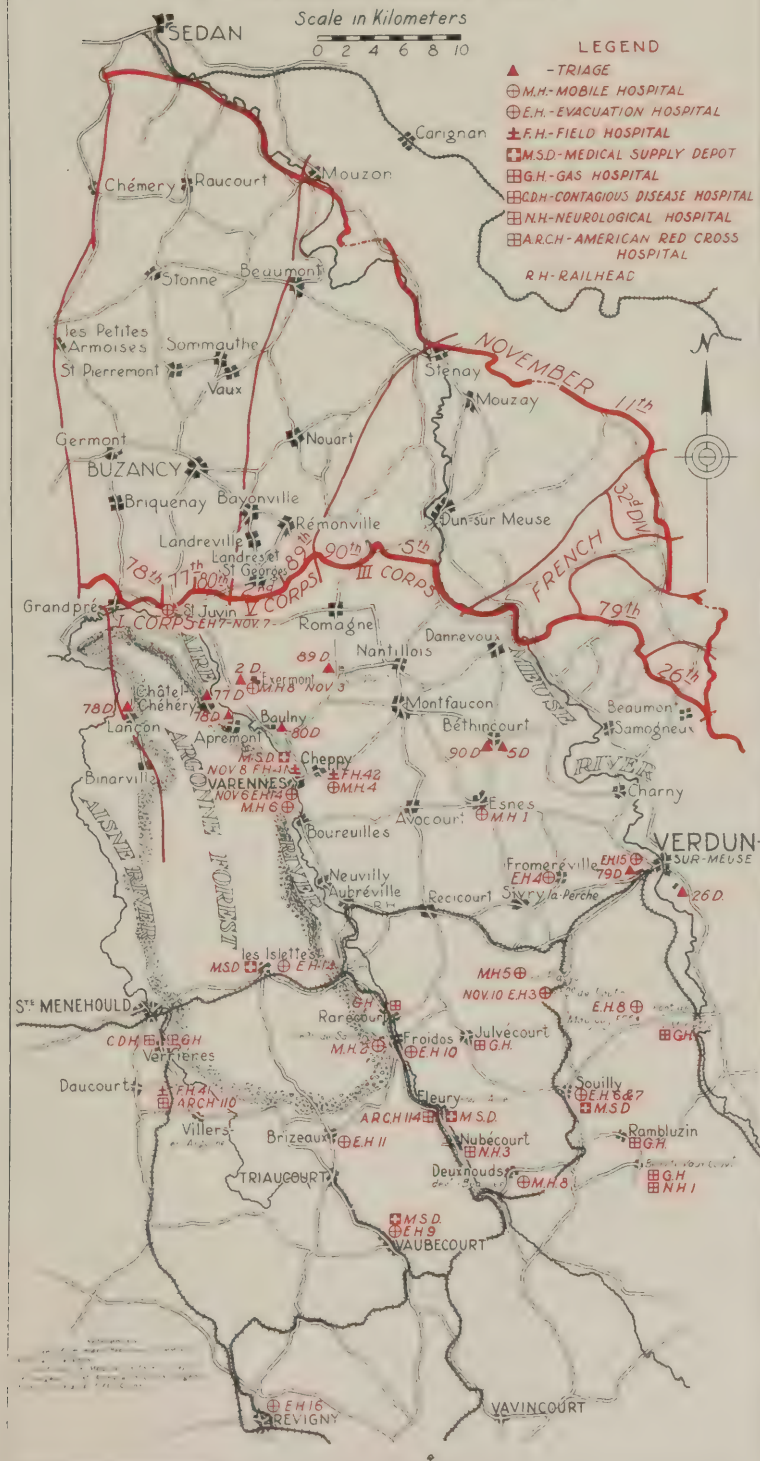 SEDAN
Scale in Kilometers
0 2 4 6 8 10
LEGEND
- TRIAGE
M.H.- MOBILE HOSPITAL
E.H.- EVACUATION HOSPITAL
F.H.- FIELD HOSPITAL
M.S.D.- MEDICAL SUPPLY DEPOT
G.H- GAS HOSPITAL
C.D.H- CONTAGIOUS DISEASE HOSPITAL
N.H- NEUROLOGICAL HOSPITAL
A.R.C.H- AMERICAN RED CROSS
HOSPITAL
R H- RAILHEAD
Carignan
Chémery
Raucourt
Mouzon
Stonne
Beaumont
N
les Petites
Armoises
Sommauthe
St Pierremont
Vaux
Stenay
NOVEMBER 11th
Mouzay
Germont
Nouart
BUZANCY
Briquenay
Bayonville
Rémonville
Dun-sur Meuse
32d DIV.
Landreville
Landres et
St Georges
FRENCH
78th
77th
80th
2nd
89th
90th
5th
Grandpré
I CORPS
V CORPS
III CORPS
St Juvin
E H 7 - NOV. 7 -
Romagne
79th
26th
Dannevoux
Nantillois
AIRE
RIVER
MEUSE
RIVER
2 D.
89 D.
Exermont
M.H.8 NOV 3
77 D
Châtel
Chéhéry
78 D.
Lançon
78 D.
Apremont
Baulny
80 D
Montfaucon
Béthincourt
90 D
5 D.
Beaumont
Samogneux
M.S.D
NOV 8 F.H-41
Cheppy
F.H.42
M.H.4
Binarville
VARENNES
NOV 6 E.H.14
M.H.6
ARGONNE FOREST
AISNE RIVER
Charny
Avocourt
Esnes
M.H 1
Boureuilles
VERDUN-
SUR-MEUSE
E.H.15
79 D.
26 D.
Fromeréville
E.H.4
Neuvilly
Aubréville
R.H.
Recicourt
Sivry la-Perche
M.S.D
les Islettes
E.H-14
M.H.5
NOV. 10 E.H.3
E.H.8
STE MENEHOULD
G H
Rarécourt
G.H.
C D H
G H
Verrières
M.H.2
Froidos
E.H 10
Julvécourt
G.H.
Daucourt
F.H 41
A R C H 110
Villers
Souilly
E.H 6 & 7
M.S.D
Fleury
A R C.H 114
M.S.D.
Brizeaux
E.H 11
Nubécourt
N.H.3
Rambluzin
G.H.
TRIAUCOURT
Deuxnouds
M.H.8
G.H
N H 1
M.S.D.
E H 9
VAUBECOURT
E H 16
REVIGNY
VAVINCOURT